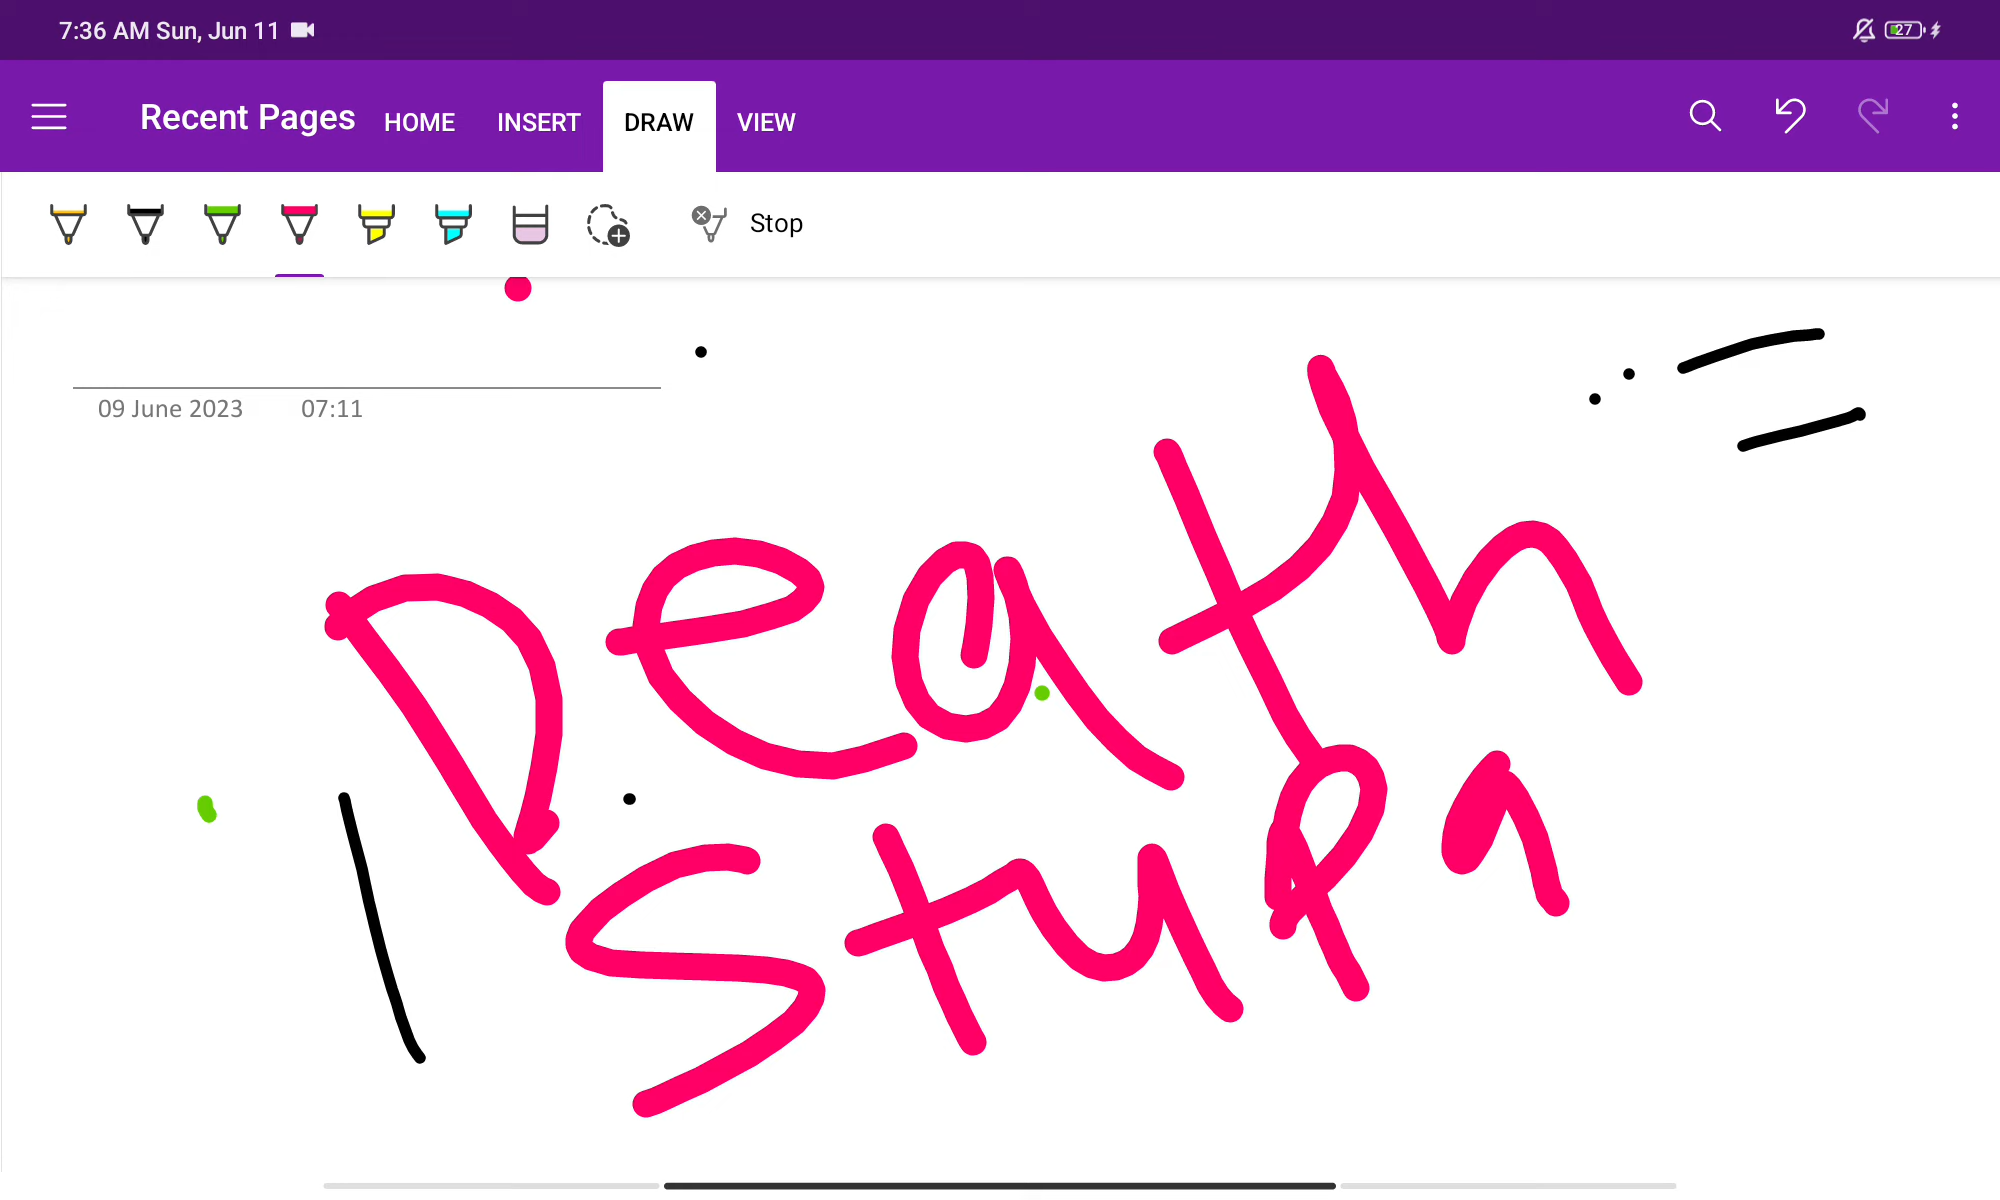 7:36 AM Sun, Jun 11 27
Recent Pages HOME INSERT DRAW VIEW
Stop
09 June 2023 07:11
Death
stupa